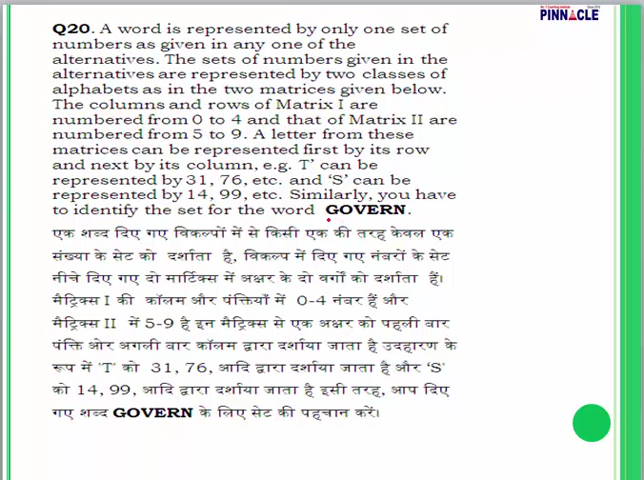 PINNACLE
Q20. A word is represented by only one set of
numbers as given in any one of the
alternatives. The sets of numbers given in the
alternatives are represented by two classes of
alphabets as in the two matrices given below.
The columns and rows of Matrix I are
numbered from 0 to 4 and that of Matrix II are
numbered from 5 to 9. A letter from these
matrices can be represented first by its row
and next by its column, e.g. T' can be
represented by 31, 76, etc. and 'S' can be
represented by 14, 99, etc. Similarly, you have
to identify the set for the word GOVERN.
एक शब्द दिए गए विकल्पों में से किसी एक की तरह केवल एक
संख्या के सेट को दर्शाता है, विकल्प में दिए गए नंबरों के सेट
नीचे दिए गए दो मार्टिक्स में अक्षर के दो वर्गों को दर्शाता हैं।
मैट्रिक्स I की कॉलम और पंक्तियाँ में 0-4 नंबर हैं और
मैट्रिक्स II में 5-9 है इन मैट्रिक्स से एक अक्षर को पहली बार
पंक्ति ओर अगली बार कॉलम द्वारा दर्शाया जाता है उदहारण के
रूप में 'T' को 31, 76, आदि द्वारा दर्शाया जाता है और 'S'
को 14, 99, आदि द्वारा दर्शाया जाता है इसी तरह, आप दिए
गए शब्द GOVERN के लिए सेट की पहचान करें।